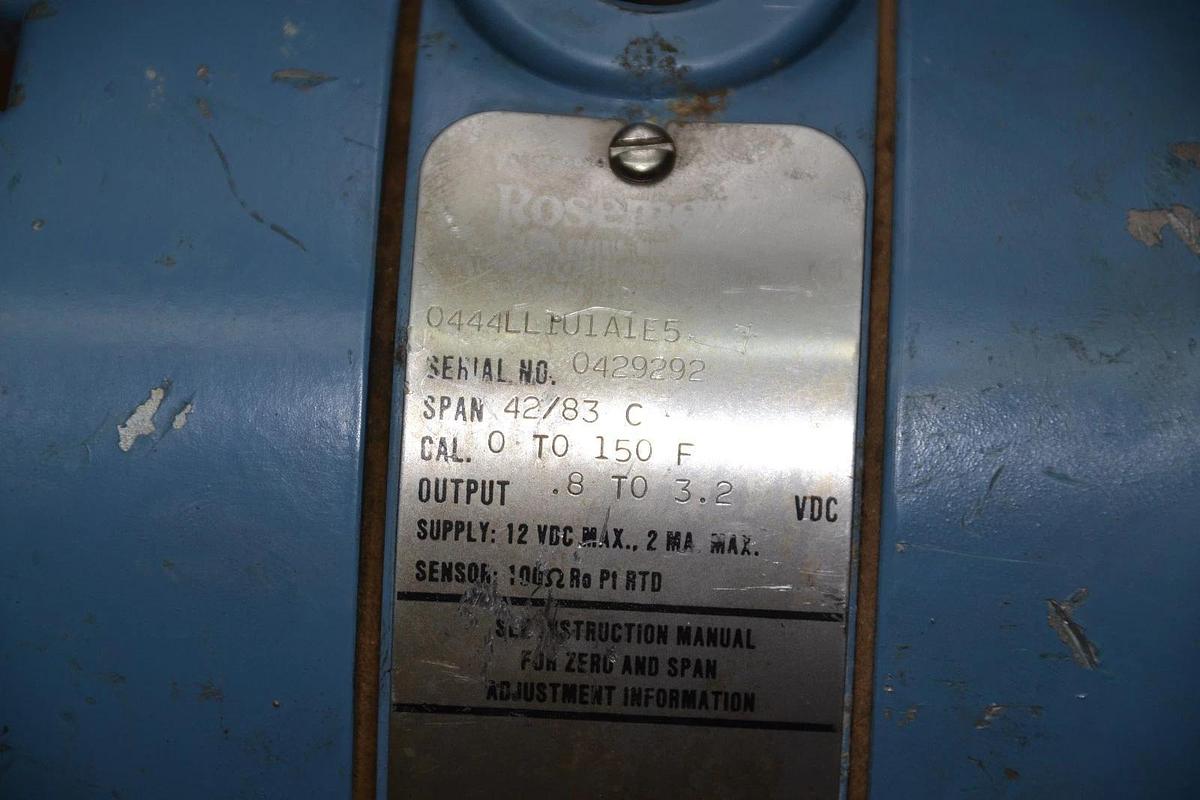 0444LL1U1A1E5
SERIAL NO. 0429292
SPAN 42/83 C
CAL. 0 TO 150 F
OUTPUT .8 TO 3.2 VDC
SUPPLY: 12 VDC MAX., 2 MA MAX.
SENSOR: 100Ω Ro Pt RTD
SEE INSTRUCTION MANUAL
FOR ZERO AND SPAN
ADJUSTMENT INFORMATION